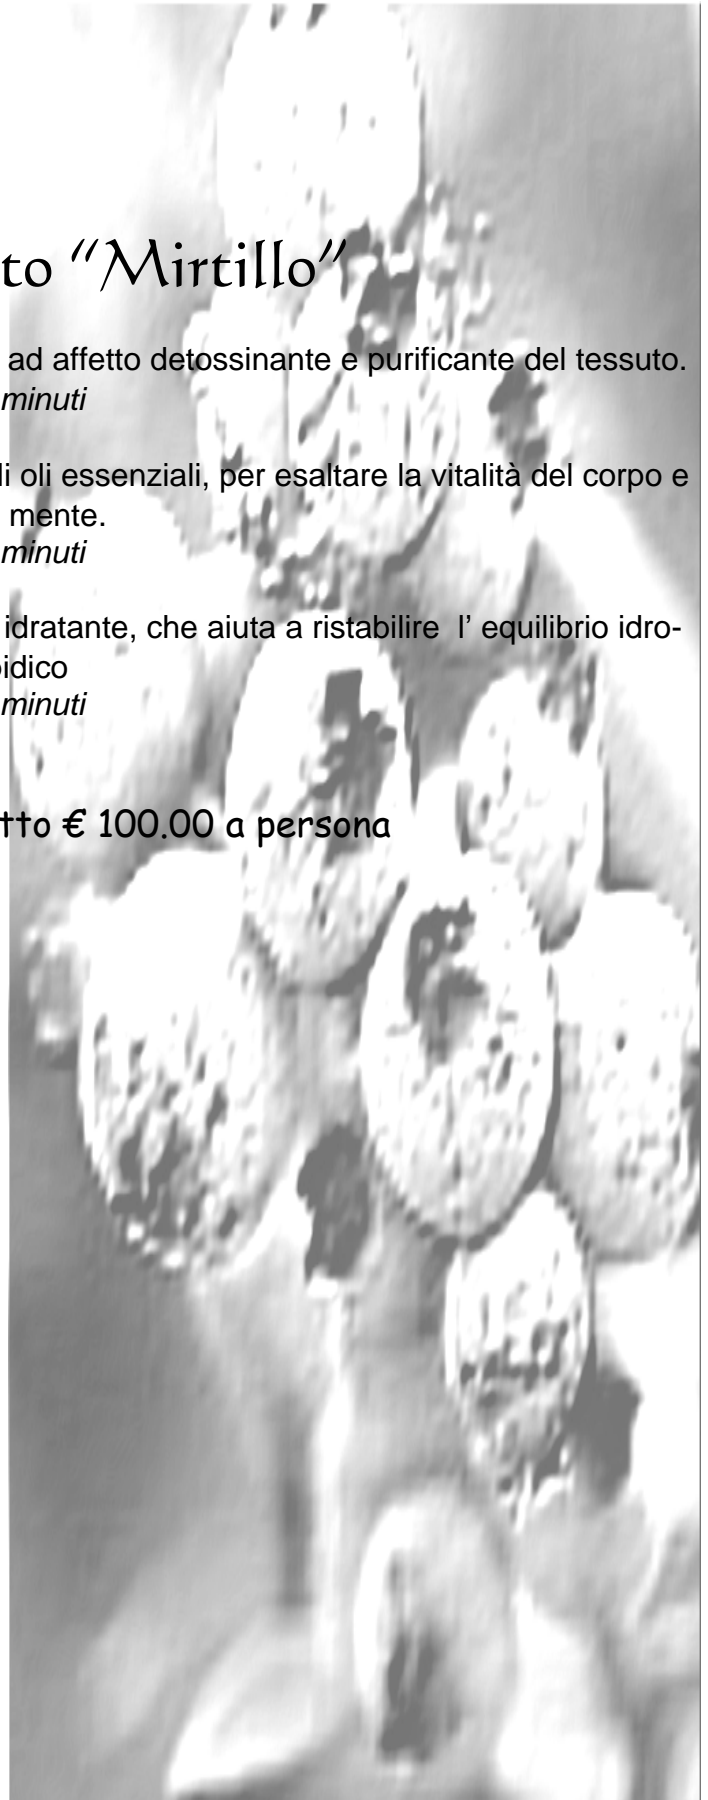 to “Mirtillo”
ad affetto detossinante e purificante del tessuto.
minuti
li oli essenziali, per esaltare la vitalità del corpo e
mente.
minuti
idratante, che aiuta a ristabilire l’ equilibrio idro-
idico
minuti
tto € 100.00 a persona